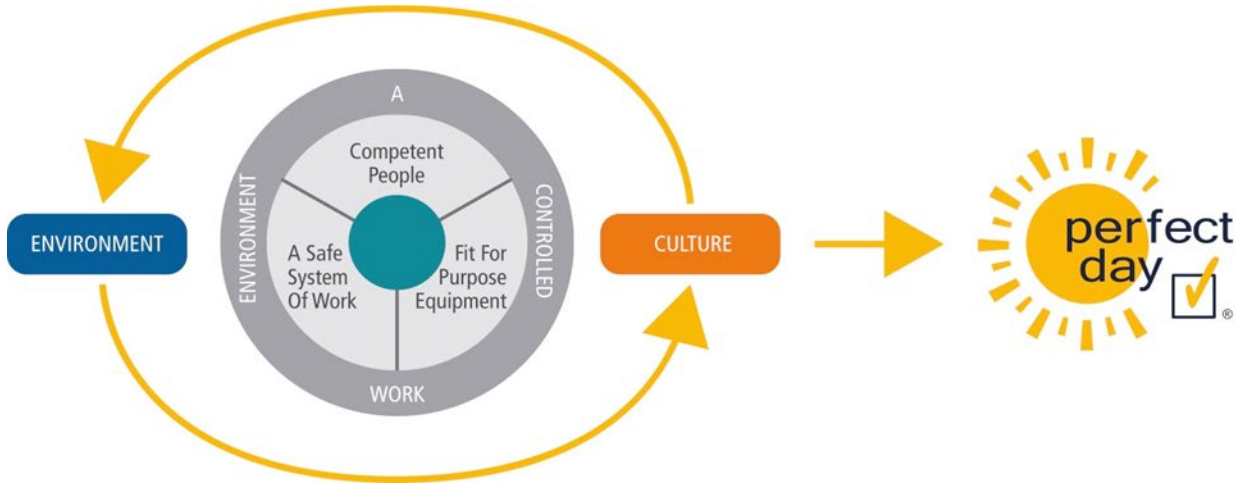 A
CONTROLLED
WORK
ENVIRONMENT
Competent
People
A Safe
System
Of Work
Fit For
Purpose
Equipment
ENVIRONMENT
CULTURE
perfect
day
®